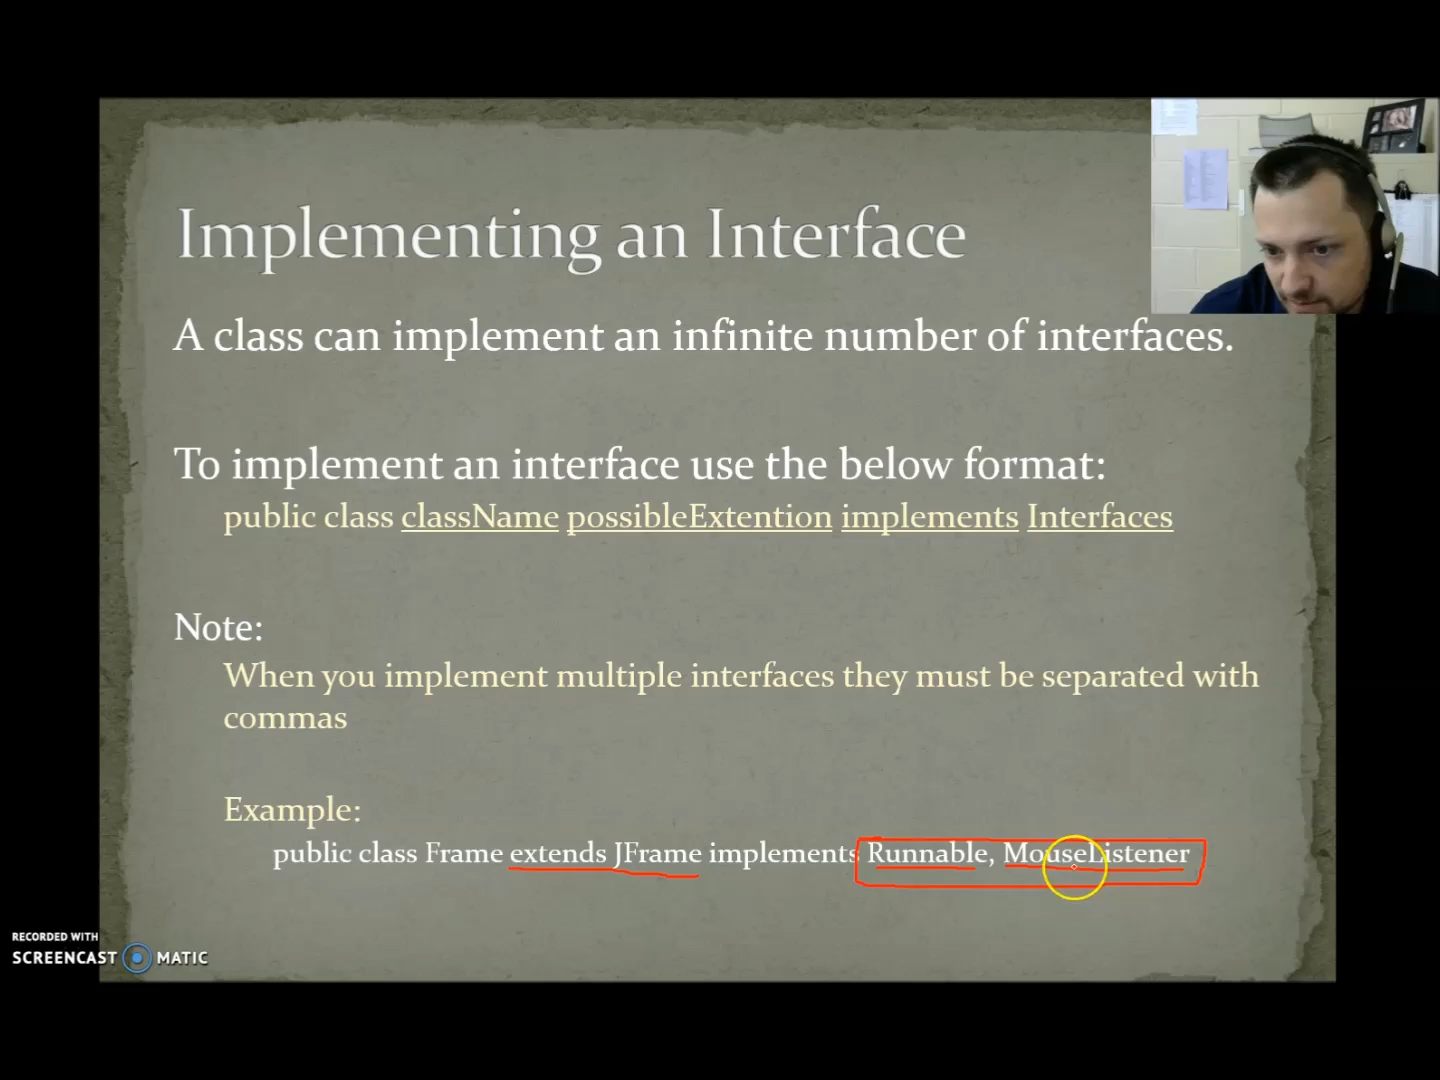 Implementing an Interface
A class can implement an infinite number of interfaces.
To implement an interface use the below format:
public class className possibleExtention implements Interfaces
Note:
When you implement multiple interfaces they must be separated with
commas
Example:
public class Frame extends JFrame implements Runnable, MouseListener
RECORDED WITH
SCREENCAST MATIC